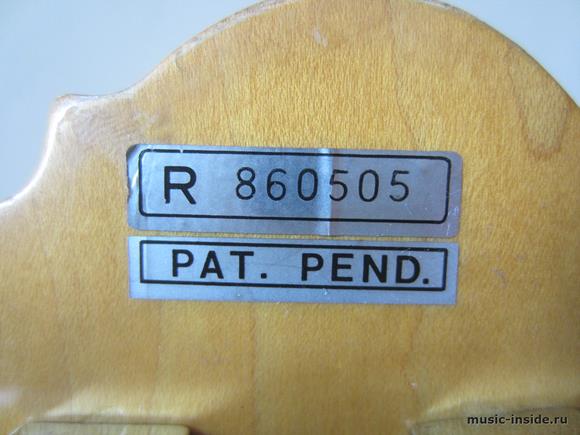 R 860505
PAT. PEND.
music-inside.ru